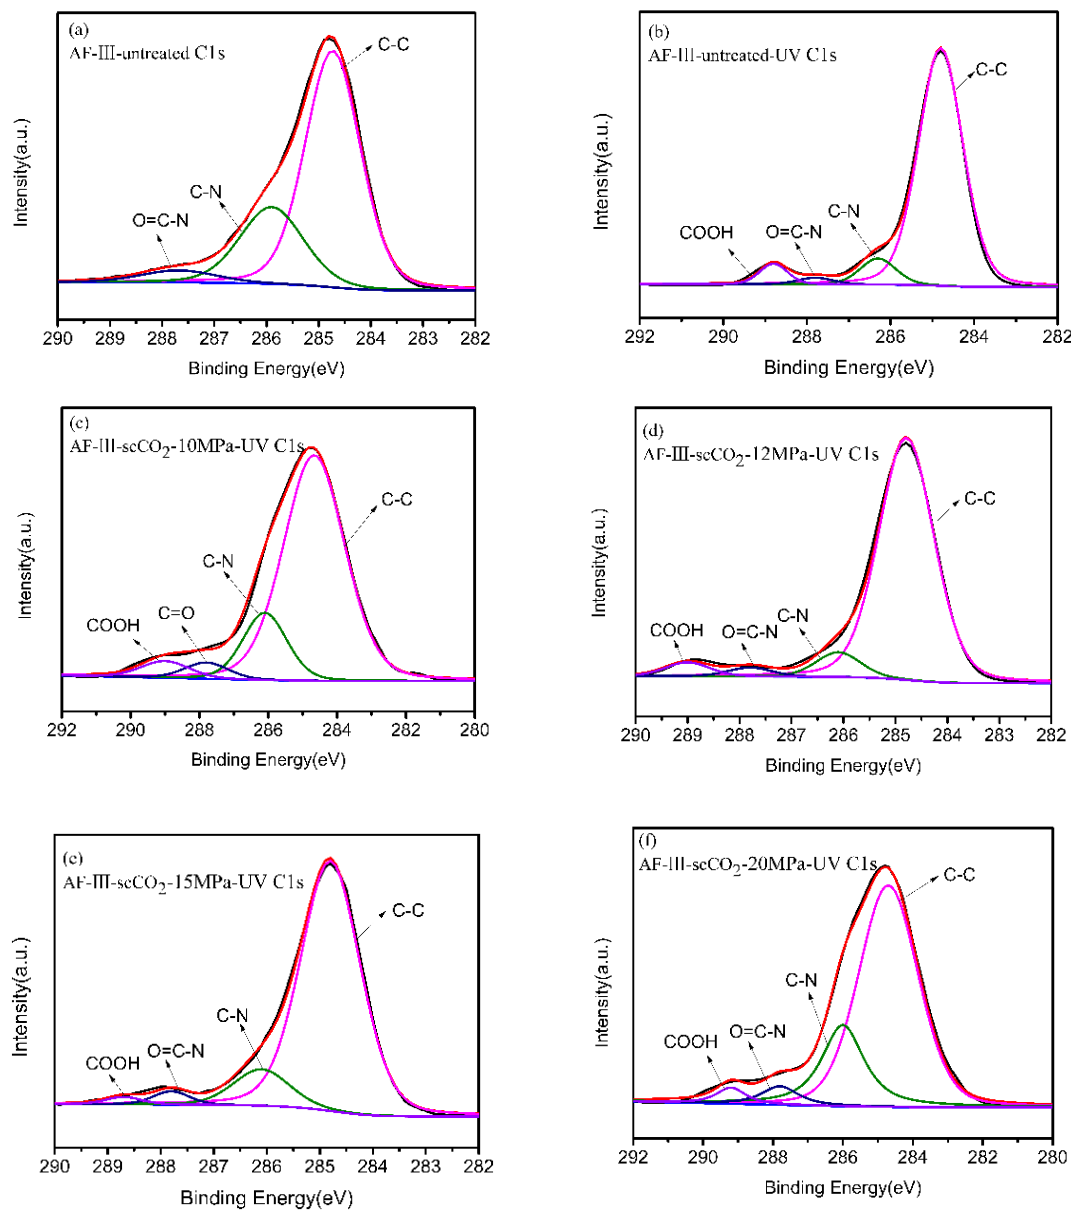 (a)
AF-III-untreated C1s
C-C
C-N
O=C-N
Intensity(a.u.)
290 289 288 287 286 285 284 283 282
Binding Energy(eV)
(b)
AF-III-untreated-UV C1s
C-C
C-N
O=C-N
COOH
Intensity(a.u.)
292 290 288 286 284 282
Binding Energy(eV)
(c)
AF-III-scCO2-10MPa-UV C1s
C-C
C-N
C=O
COOH
Intensity(a.u.)
292 290 288 286 284 282 280
Binding Energy(eV)
(d)
AF-III-scCO2-12MPa-UV C1s
C-C
C-N
O=C-N
COOH
Intensity(a.u.)
290 289 288 287 286 285 284 283 282
Binding Energy(eV)
(e)
AF-III-scCO2-15MPa-UV C1s
C-C
C-N
O=C-N
COOH
Intensity(a.u.)
290 289 288 287 286 285 284 283 282
Binding Energy(eV)
(f)
AF-III-scCO2-20MPa-UV C1s
C-C
C-N
O=C-N
COOH
Intensity(a.u.)
292 290 288 286 284 282 280
Binding Energy(eV)